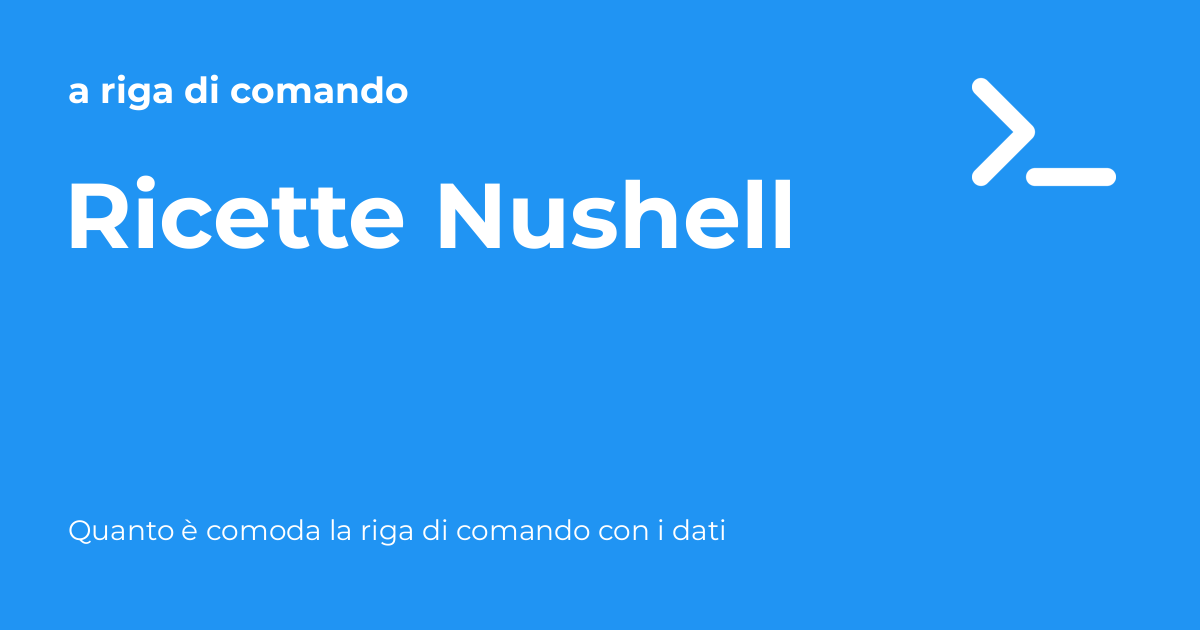 a riga di comando
Ricette Nushell
Quanto è comoda la riga di comando con i dati